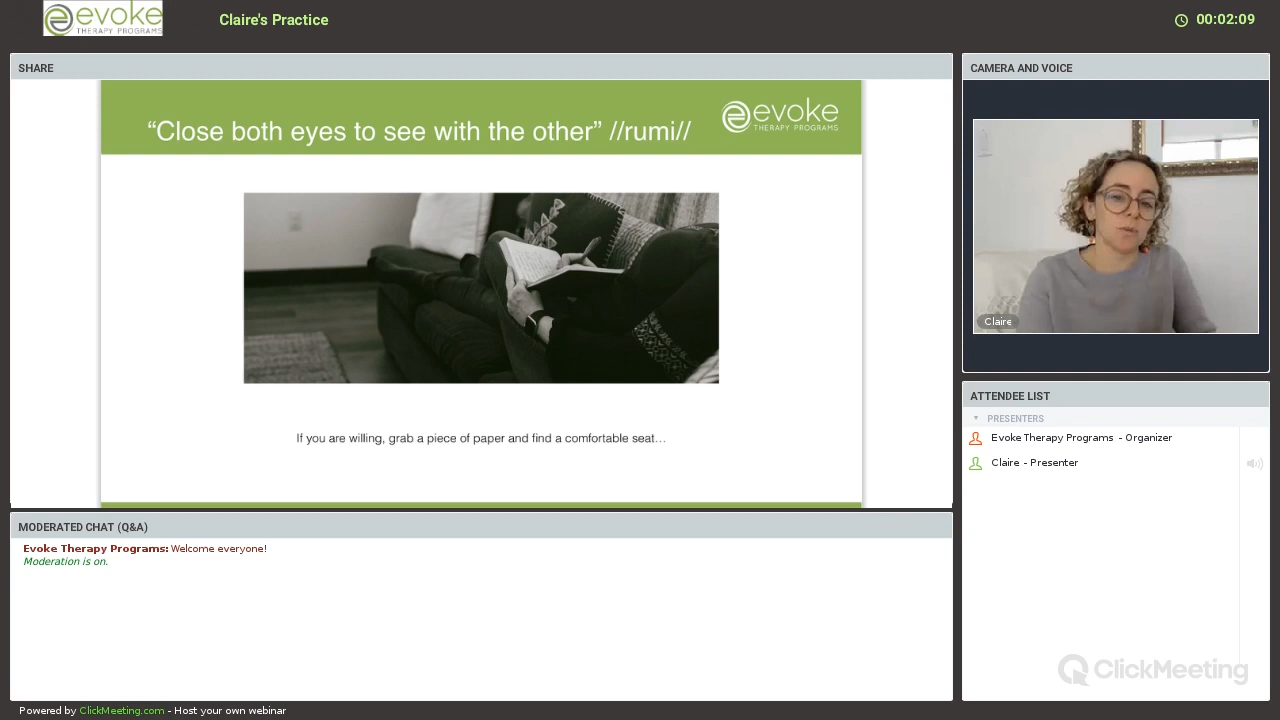 evoke
THERAPY PROGRAMS
Claire's Practice
00:02:09
SHARE
"Close both eyes to see with the other" //rumi//
evoke
THERAPY PROGRAMS
If you are willing, grab a piece of paper and find a comfortable seat...
CAMERA AND VOICE
Claire
ATTENDEE LIST
PRESENTERS
Evoke Therapy Programs - Organizer
Claire - Presenter
ClickMeeting
MODERATED CHAT (Q&A)
Evoke Therapy Programs: Welcome everyone!
Moderation is on.
Powered by ClickMeeting.com - Host your own webinar